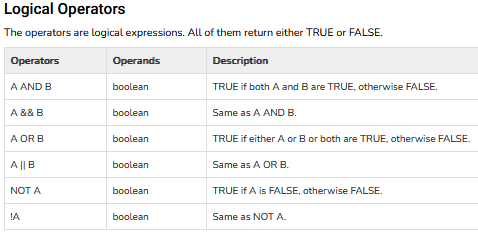 Logical Operators
The operators are logical expressions. All of them return either TRUE or FALSE.
Operators Operands Description
A AND B boolean TRUE if both A and B are TRUE, otherwise FALSE.
A && B boolean Same as A AND B.
A OR B boolean TRUE if either A or B or both are TRUE, otherwise FALSE.
A || B boolean Same as A OR B.
NOT A boolean TRUE if A is FALSE, otherwise FALSE.
!A boolean Same as NOT A.